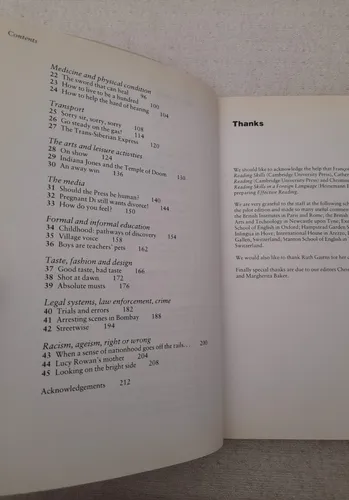 Contents
Medicine and physical condition
22 The sword that can heal 96
23 How to live to be a hundred 100
24 How to help the hard of hearing 104
Transport
25 Sorry sir, sorry, sorry 108
26 Go steady on the gas! 114
27 The Trans-Siberian Express 120
The arts and leisure activities
28 On show 124
29 Indiana Jones and the Temple of Doom 130
30 An away win 136
The media
31 Should the Press be human? 140
32 Pregnant Di still wants divorce! 144
33 How do you feel? 150
Formal and informal education
34 Childhood: pathways of discovery 154
35 Village voice 158
36 Boys are teachers' pets 162
Taste, fashion and design
37 Good taste, bad taste 166
38 Shot at dawn 172
39 Absolute musts 176
Legal systems, law enforcement, crime
40 Trials and errors 182
41 Arresting scenes in Bombay 188
42 Streetwise 194
Racism, ageism, right or wrong
43 When a sense of nationhood goes off the rails... 200
44 Lucy Rowan's mother 204
45 Looking on the bright side 208
Acknowledgements 212
Thanks
We should like to acknowledge the help that
Reading Skills (Cambridge University Press)
Reading (Cambridge University Press) and
Reading Skills in a Foreign Language
preparing Effective Reading.
We are very grateful to the staff at the following
the pilot edition and made so many useful
the British Institutes in Paris and Rome, the British
Arts and Technology in Newcastle upon Tyne,
School of English in Oxford, Hampstead Garden
Islington in Hove, International House in Arezzo,
Gallen, Switzerland, Stanton School of English in
Switzerland.
We would also like to thank Ruth Gairns for her
Finally special thanks are due to our editors
and Margherita Baker.